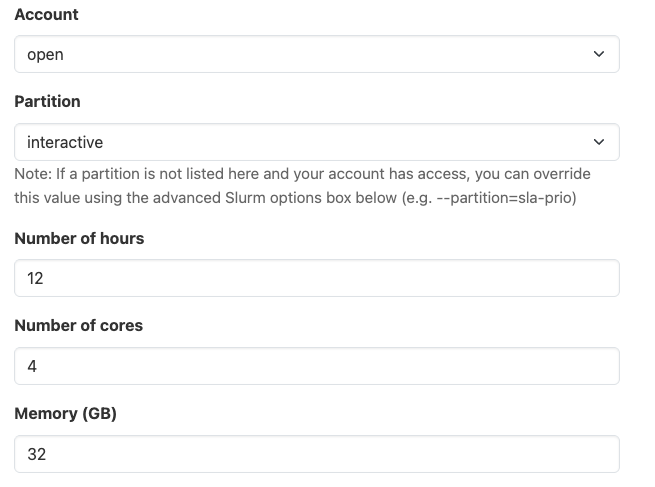 Account
open
Partition
interactive
Note: If a partition is not listed here and your account has access, you can override
this value using the advanced Slurm options box below (e.g. --partition=sla-prio)
Number of hours
12
Number of cores
4
Memory (GB)
32